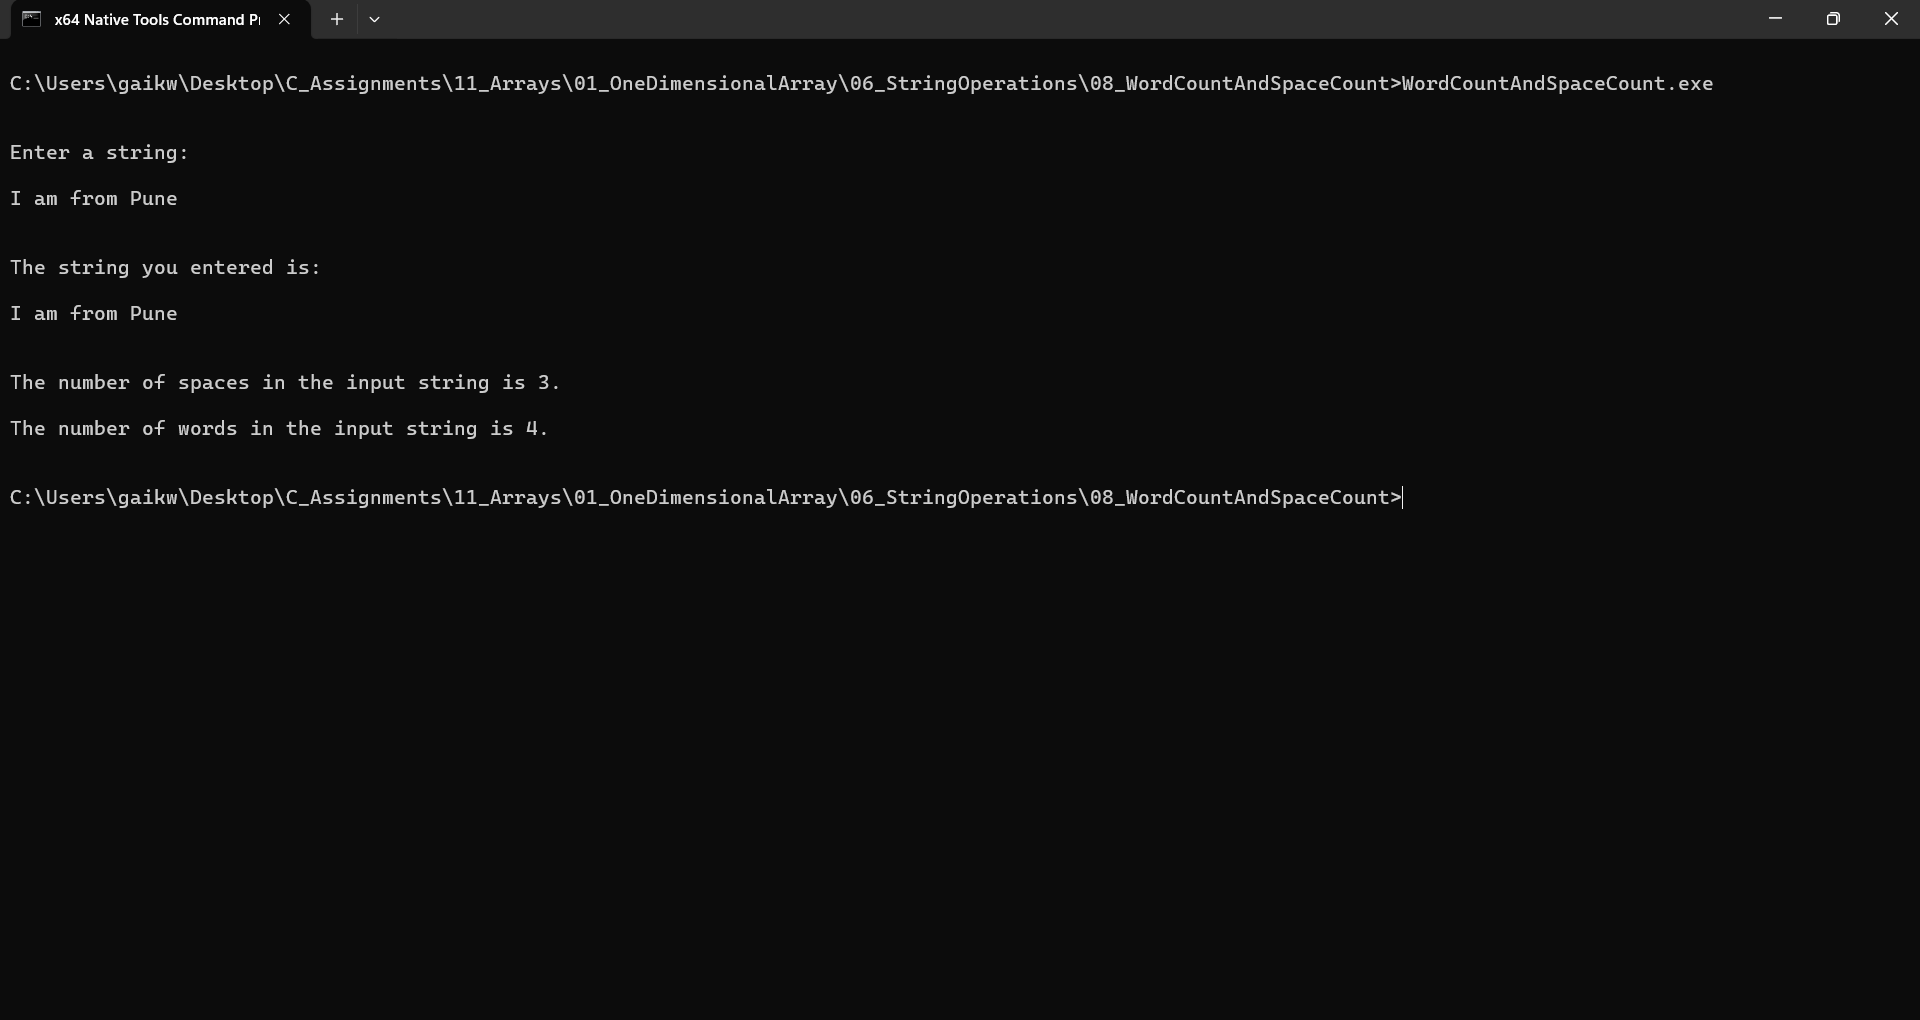 x64 Native Tools Command P
C:\Users\gaikw\Desktop\C_Assignments\11_Arrays\01_OneDimensionalArray\06_StringOperations\08_WordCountAndSpaceCount>WordCountAndSpaceCount.exe
Enter a string:
I am from Pune
The string you entered is:
I am from Pune
The number of spaces in the input string is 3.
The number of words in the input string is 4.
C:\Users\gaikw\Desktop\C_Assignments\11_Arrays\01_OneDimensionalArray\06_StringOperations\08_WordCountAndSpaceCount>